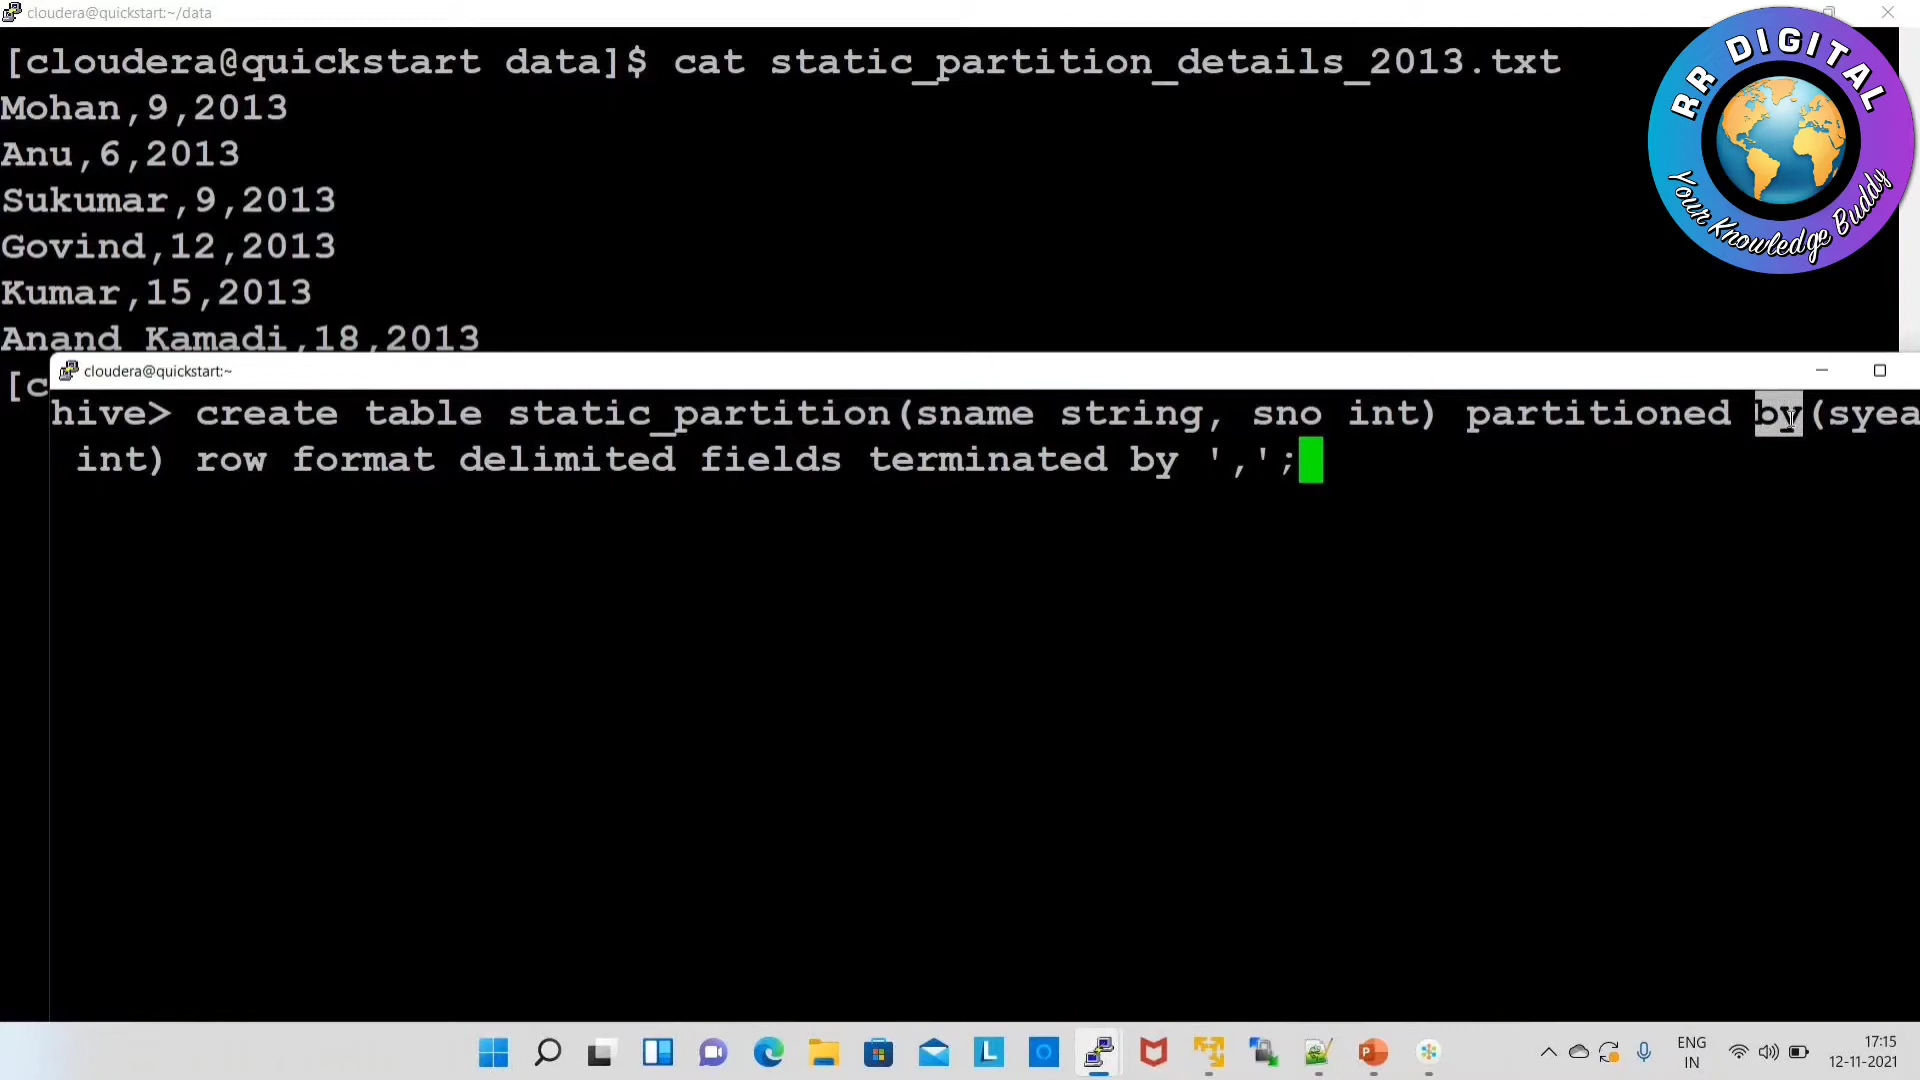 cloudera@quickstart:~/data
[cloudera@quickstart data]$ cat static_partition_details_2013.txt
Mohan,9,2013
Anu,6,2013
Sukumar,9,2013
Govind,12,2013
Kumar,15,2013
Anand Kamadi,18,2013
[c
RR DIGITAL
Your Knowledge Buddy
cloudera@quickstart:~
hive> create table static_partition(sname string, sno int) partitioned by(syea
int) row format delimited fields terminated by ',';
ENG
IN
17:15
12-11-2021